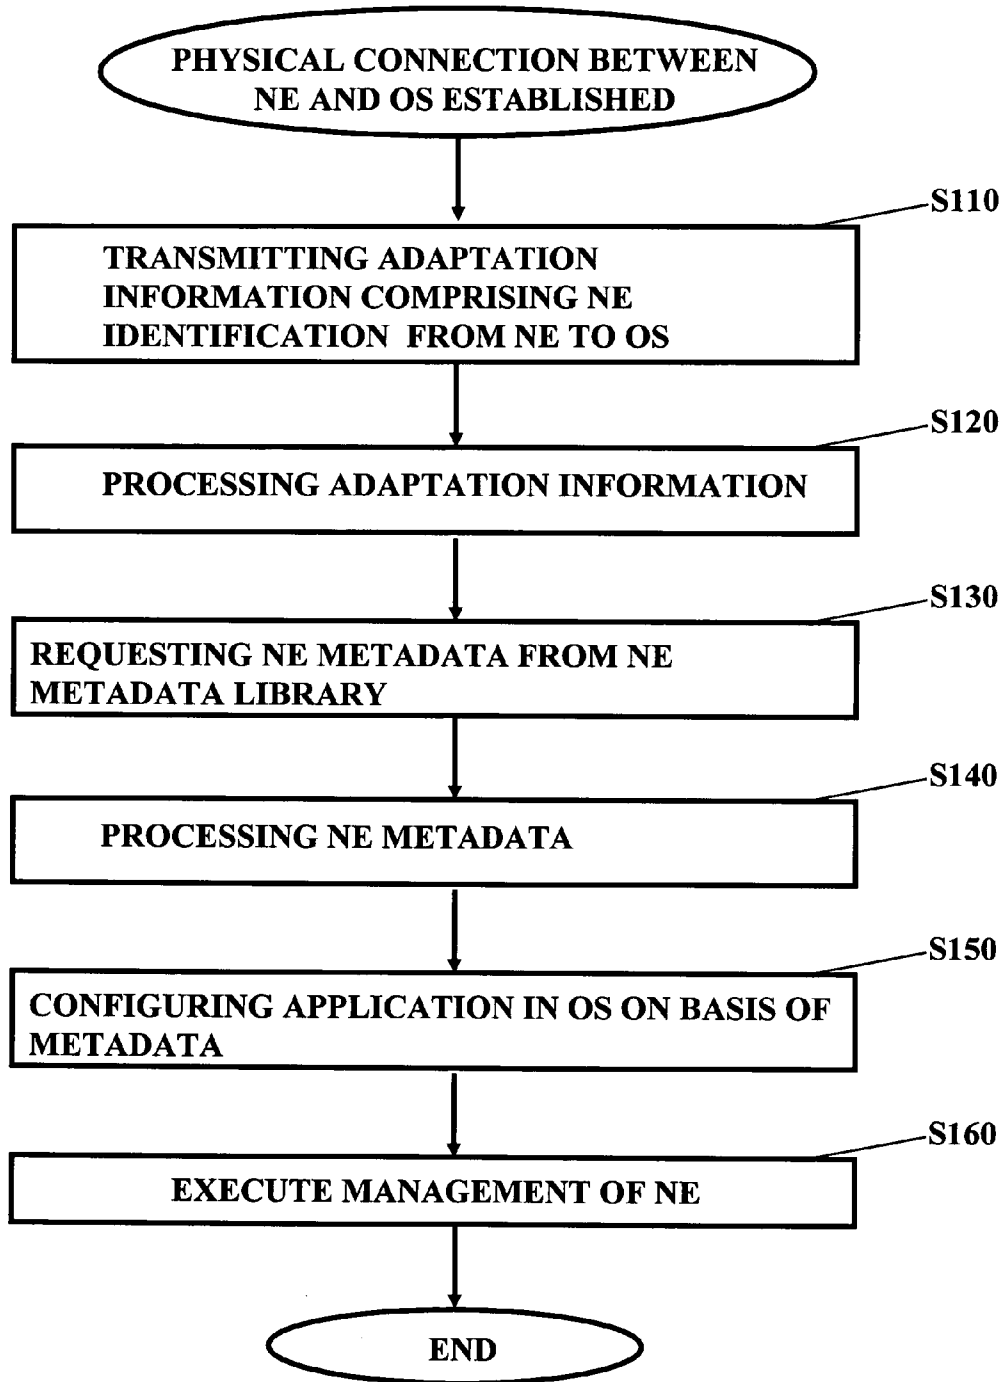 PHYSICAL CONNECTION BETWEEN
NE AND OS ESTABLISHED
S110
TRANSMITTING ADAPTATION
INFORMATION COMPRISING NE
IDENTIFICATION FROM NE TO OS
S120
PROCESSING ADAPTATION INFORMATION
S130
REQUESTING NE METADATA FROM NE
METADATA LIBRARY
S140
PROCESSING NE METADATA
S150
CONFIGURING APPLICATION IN OS ON BASIS OF
METADATA
S160
EXECUTE MANAGEMENT OF NE
END